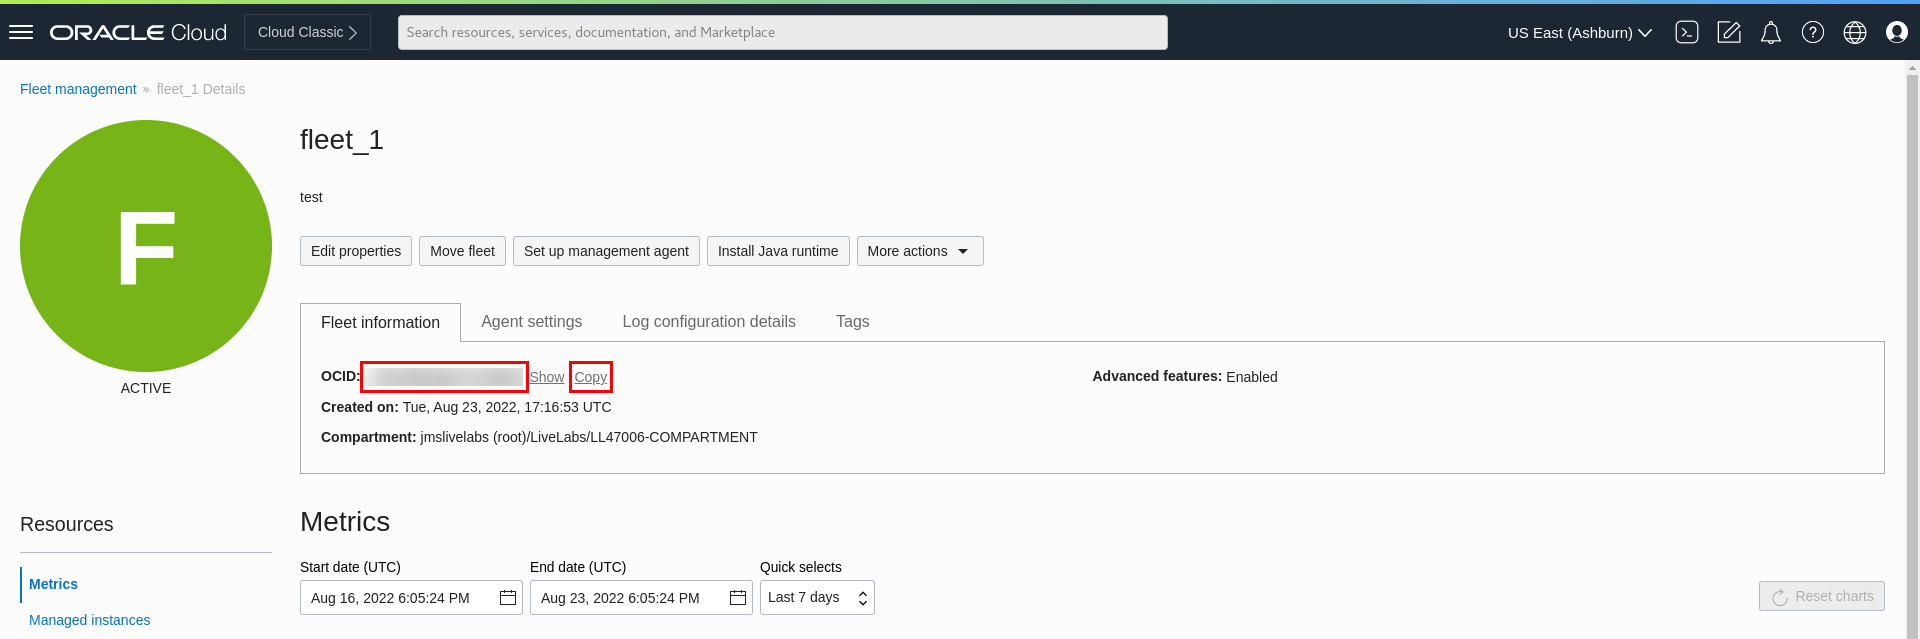 ORACLE Cloud
Cloud Classic
Search resources, services, documentation, and Marketplace
US East (Ashburn)
Fleet management » fleet_1 Details
F
ACTIVE
fleet_1
test
Edit properties
Move fleet
Set up management agent
Install Java runtime
More actions
Fleet information
Agent settings
Log configuration details
Tags
OCID: Show Copy
Advanced features: Enabled
Created on: Tue, Aug 23, 2022, 17:16:53 UTC
Compartment: jmslivelabs (root)/LiveLabs/LL47006-COMPARTMENT
Resources
Metrics
Managed instances
Metrics
Start date (UTC)
Aug 16, 2022 6:05:24 PM
End date (UTC)
Aug 23, 2022 6:05:24 PM
Quick selects
Last 7 days
Reset charts